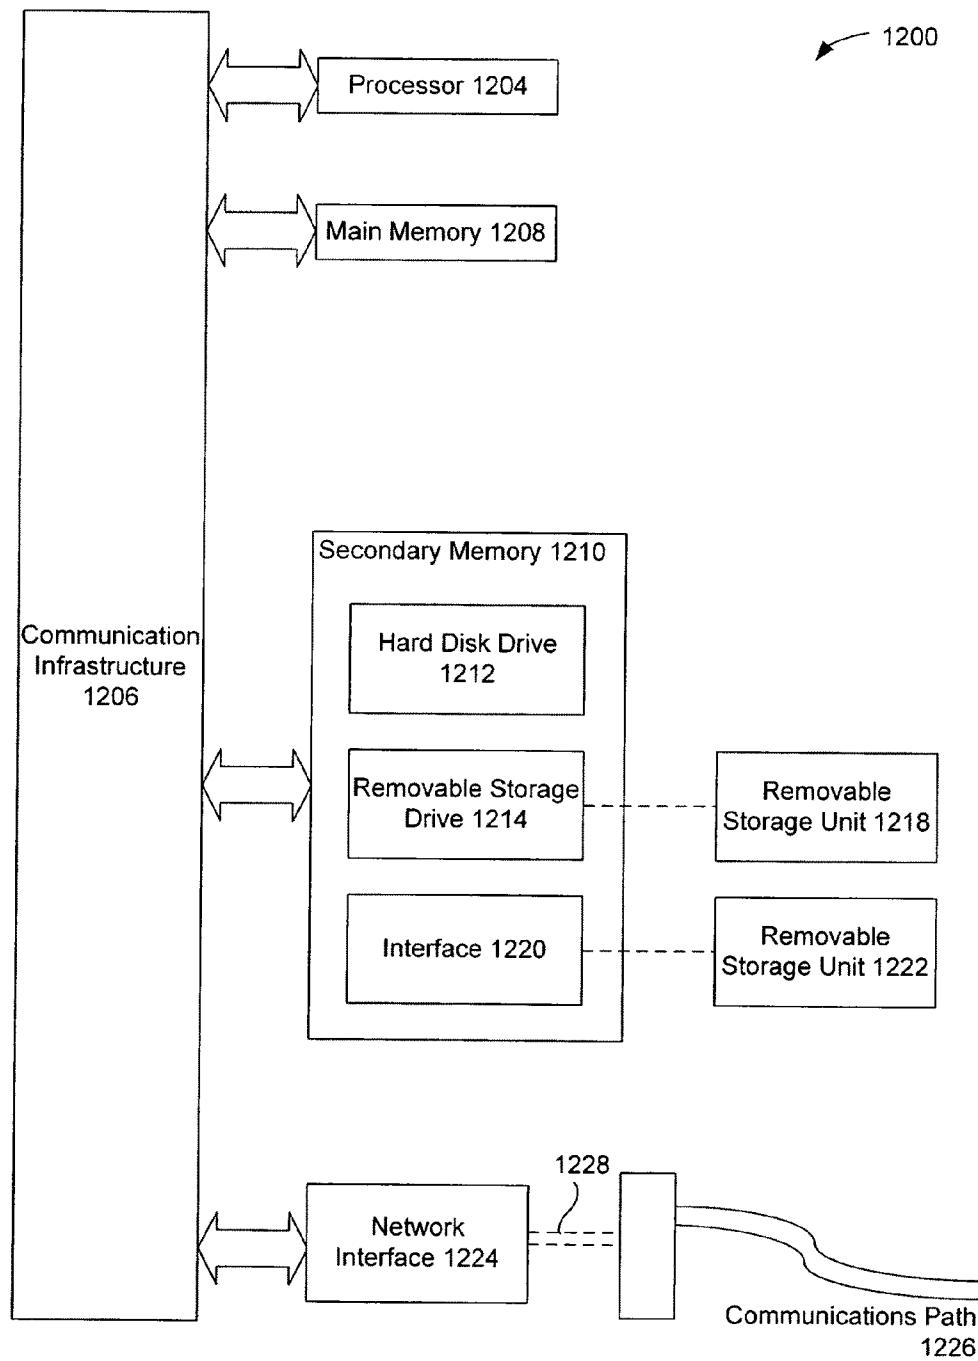 1200
Processor 1204
Main Memory 1208
Secondary Memory 1210
Hard Disk Drive
1212
Communication
Infrastructure
1206
Removable Storage
Drive 1214
Removable
Storage Unit 1218
Interface 1220
Removable
Storage Unit 1222
1228
Network
Interface 1224
Communications Path
1226